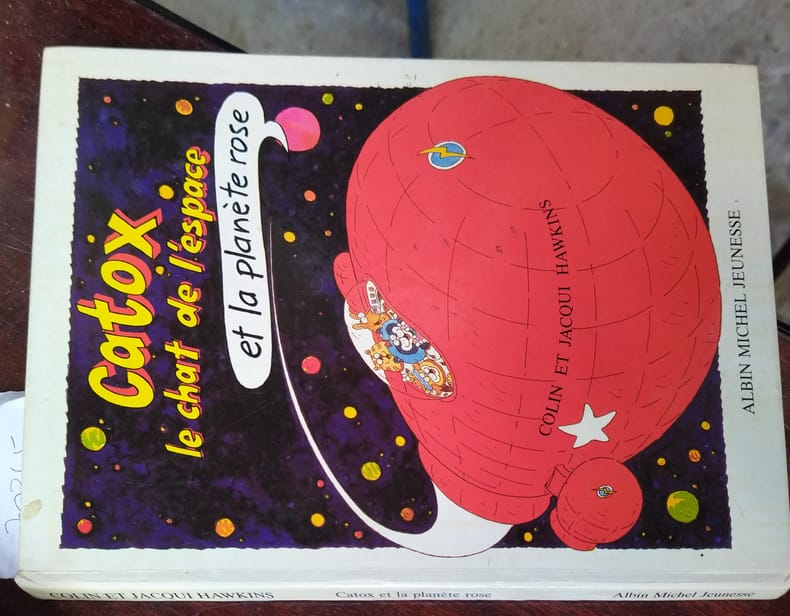 Catox
le chat de l'espace
et la planète rose
COLIN ET JACQUI HAWKINS
ALBIN MICHEL JEUNESSE
COLIN ET JACQUI HAWKINS Catox et la planète rose Albin Michel Jeunesse